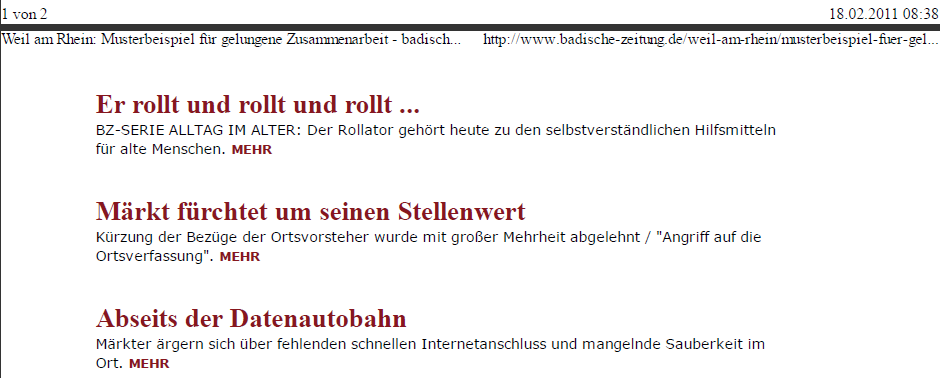 1 von 2 18.02.2011 08:38
Weil am Rhein: Musterbeispiel für gelungene Zusammenarbeit - badisch... http://www.badische-zeitung.de/weil-am-rhein/musterbeispiel-fuer-gel...
Er rollt und rollt und rollt ...
BZ-SERIE ALLTAG IM ALTER: Der Rollator gehört heute zu den selbstverständlichen Hilfsmitteln
für alte Menschen. MEHR
Märkt fürchtet um seinen Stellenwert
Kürzung der Bezüge der Ortsvorsteher wurde mit großer Mehrheit abgelehnt / "Angriff auf die
Ortsverfassung". MEHR
Abseits der Datenautobahn
Märkter ärgern sich über fehlenden schnellen Internetanschluss und mangelnde Sauberkeit im
Ort. MEHR